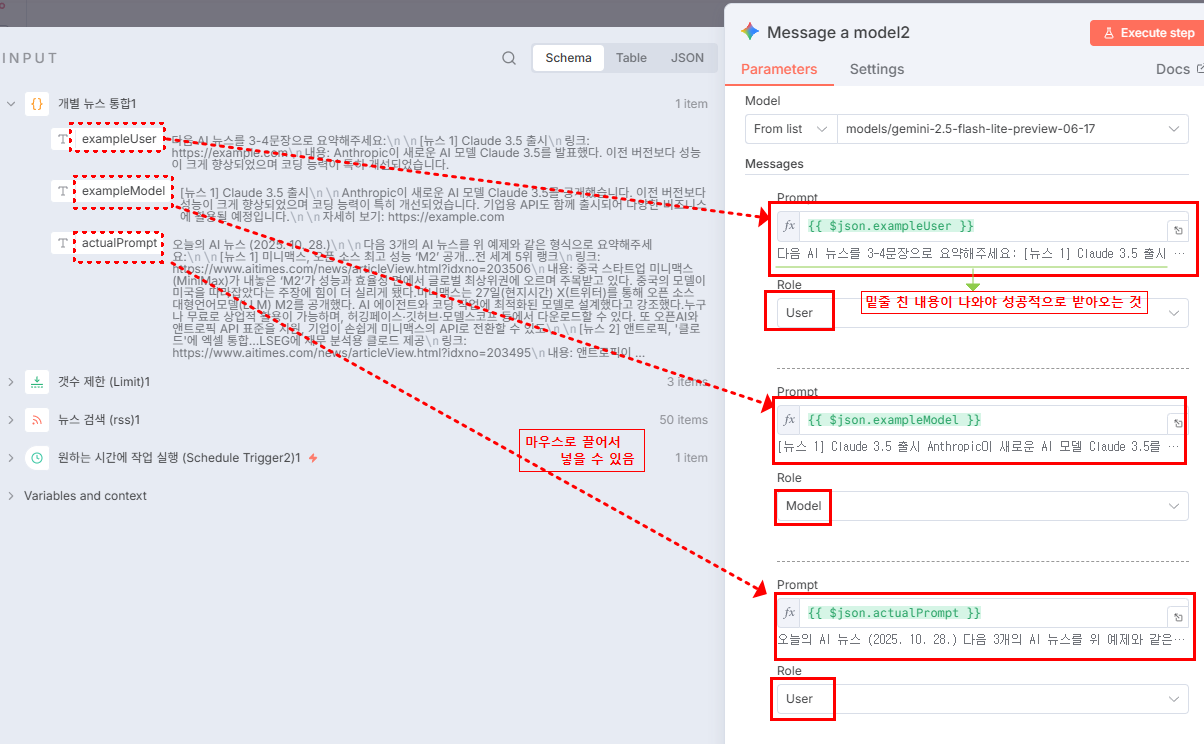 INPUT
Schema
Table
JSON
{}
개별 뉴스 통합1
1 item
T
exampleUser
다음 AI 뉴스를 3-4문장으로 요약해주세요:\n\n[뉴스 1] Claude 3.5 출시\n링크:
https://example.com\n내용: Anthropic이 새로운 AI 모델 Claude 3.5를 발표했다. 이전 버전보다 성능
이 크게 향상되었으며 코딩 능력이 특히 개선되었습니다.
T
exampleModel
[뉴스 1] Claude 3.5 출시\n\nAnthropic이 새로운 AI 모델 Claude 3.5를 공개했습니다. 이전 버전보다
성능이 크게 향상되었으며 코딩 능력이 특히 개선되었습니다. 기업용 API도 함께 출시되어 다양한 비즈니스
에 활용될 예정입니다.\n\n자세히 보기: https://example.com
T
actualPrompt
오늘의 AI 뉴스 (2025. 10. 28.)\n\n다음 3개의 AI 뉴스를 위 예제와 같은 형식으로 요약해주세
요:\n\n[뉴스 1] 미니맥스, 오픈 소스 최고 성능 ‘M2’ 공개...전 세계 5위 랭크\n링크:
https://www.aitimes.com/news/articleView.html?idxno=203506\n내용: 중국 스타트업 미니맥스
(MiniMax)가 내놓은 ‘M2’가 성능과 효율성 면에서 글로벌 최상위권에 오르며 주목받고 있다. 중국의 모델이
미국을 따라잡았다는 주장에 힘이 더 실리게 됐다.미니맥스는 27일(현지시간) X(트위터)를 통해 오픈 소스
대형언어모델(LLM) M2를 공개했다. AI 에이전트와 코딩 작업에 최적화된 모델로 설계했다고 강조했다.누구
나 무료로 상업적 활용이 가능하며, 허깅페이스·깃허브·모델스코프 등에서 다운로드할 수 있다. 또 오픈AI와
앤트로픽 API 표준을 지원, 기업이 손쉽게 미니맥스의 API로 전환할 수 있도\n\n[뉴스 2] 앤트로픽, '클로
드'에 엑셀 통합...LSEG에 재무 분석용 클로드 제공\n링크:
https://www.aitimes.com/news/articleView.html?idxno=203495\n내용: 앤트로픽이 ...
갯수 제한 (Limit)1
3 items
뉴스 검색 (rss)1
50 items
원하는 시간에 작업 실행 (Schedule Trigger2)1
1 item
Variables and context
마우스로 끌어서
넣을 수 있음
Message a model2
Execute step
Parameters
Settings
Docs
Model
From list
models/gemini-2.5-flash-lite-preview-06-17
Messages
Prompt
fx
{{ $json.exampleUser }}
다음 AI 뉴스를 3-4문장으로 요약해주세요: [뉴스 1] Claude 3.5 출시 ...
Role
User
밑줄 친 내용이 나와야 성공적으로 받아오는 것
Prompt
fx
{{ $json.exampleModel }}
[뉴스 1] Claude 3.5 출시 Anthropic이 새로운 AI 모델 Claude 3.5를 ...
Role
Model
Prompt
fx
{{ $json.actualPrompt }}
오늘의 AI 뉴스 (2025. 10. 28.) 다음 3개의 AI 뉴스를 위 예제와 같은...
Role
User